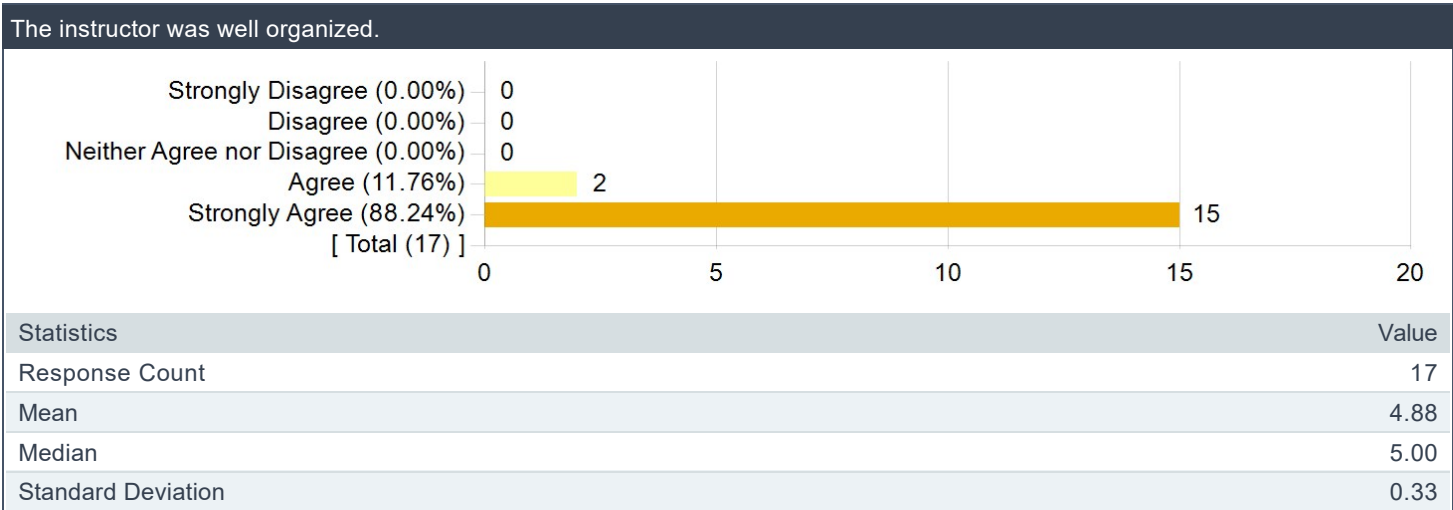 The instructor was well organized.
Strongly Disagree (0.00%) 0
Disagree (0.00%) 0
Neither Agree nor Disagree (0.00%) 0
Agree (11.76%) 2
Strongly Agree (88.24%) 15
[ Total (17) ]
0 5 10 15 20
Statistics Value
Response Count 17
Mean 4.88
Median 5.00
Standard Deviation 0.33